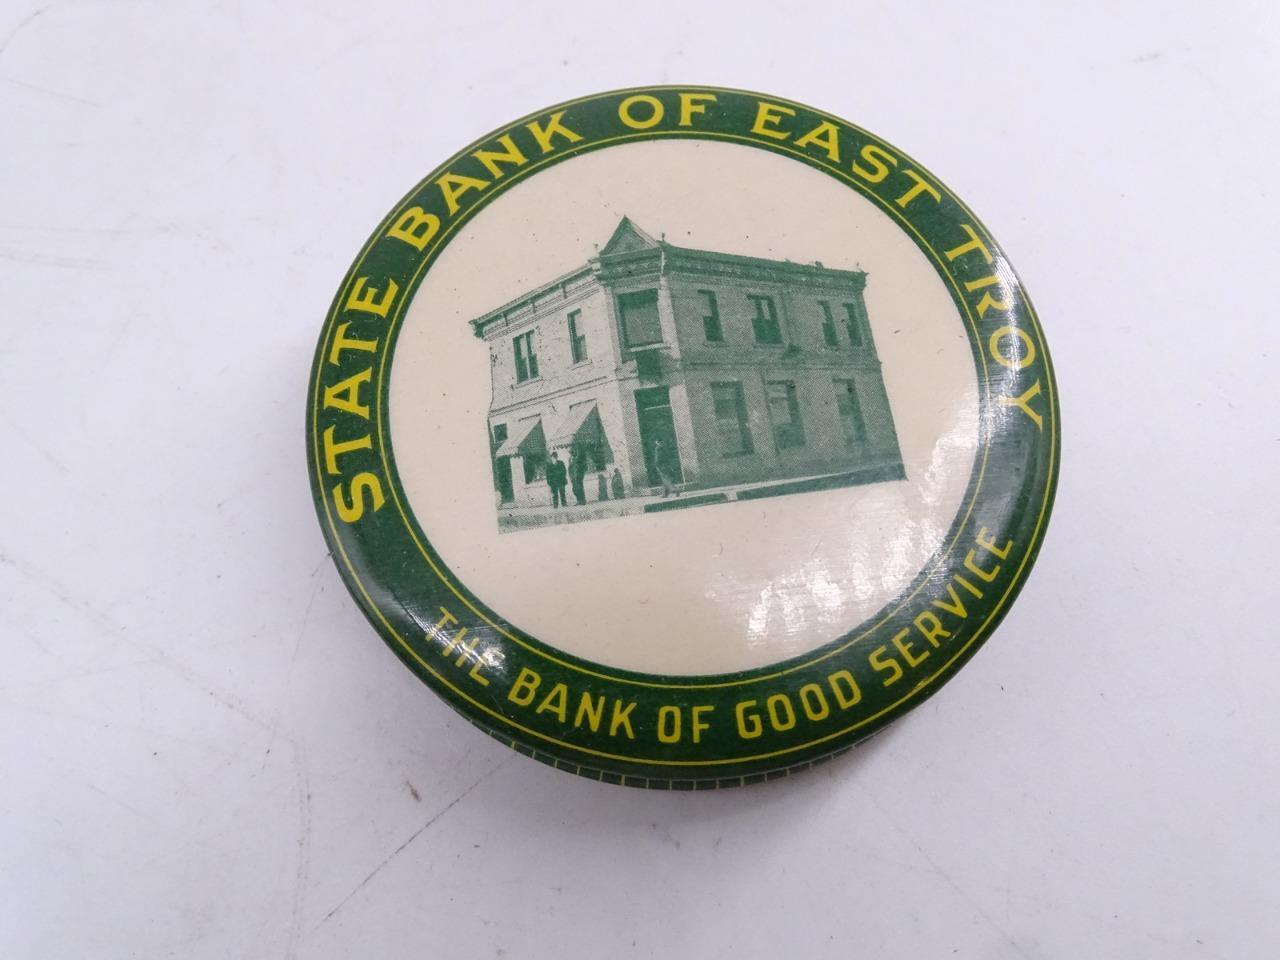 STATE BANK OF EAST TROY
THE BANK OF GOOD SERVICE